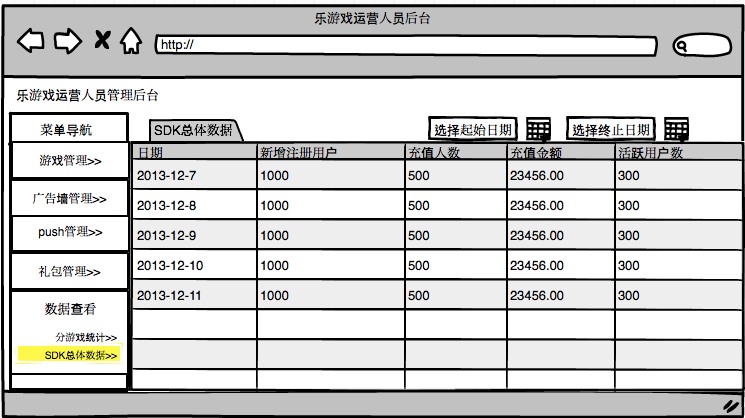 乐游戏运营人员后台
http://
乐游戏运营人员管理后台
菜单导航
游戏管理>>
广告墙管理>>
push管理>>
礼包管理>>
数据查看
分游戏统计>>
SDK总体数据>>
SDK总体数据 选择起始日期 选择终止日期
日期 新增注册用户 充值人数 充值金额 活跃用户数
2013-12-7 1000 500 23456.00 300
2013-12-8 1000 500 23456.00 300
2013-12-9 1000 500 23456.00 300
2013-12-10 1000 500 23456.00 300
2013-12-11 1000 500 23456.00 300